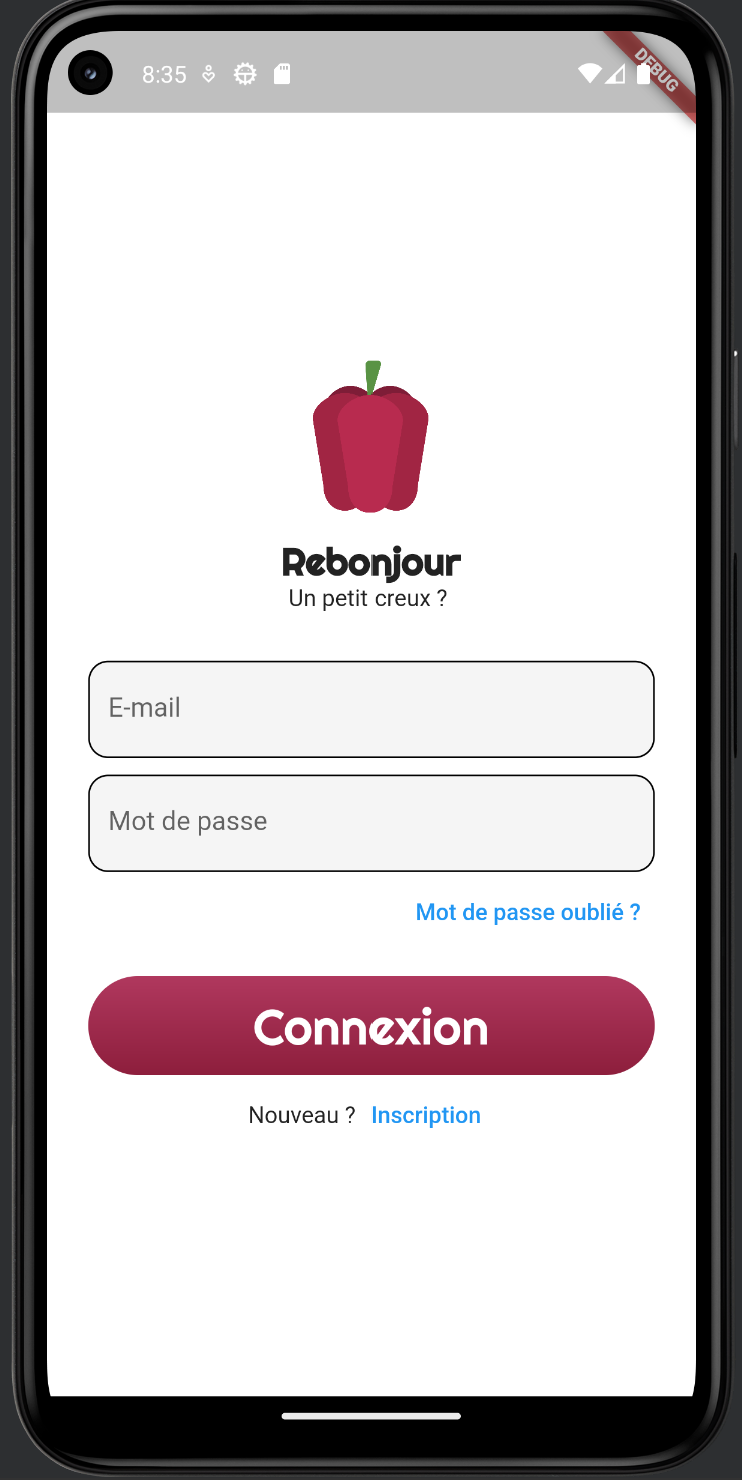 8:35
DEBUG
Rebonjour
Un petit creux ?
E-mail
Mot de passe
Mot de passe oublié ?
Connexion
Nouveau ? Inscription